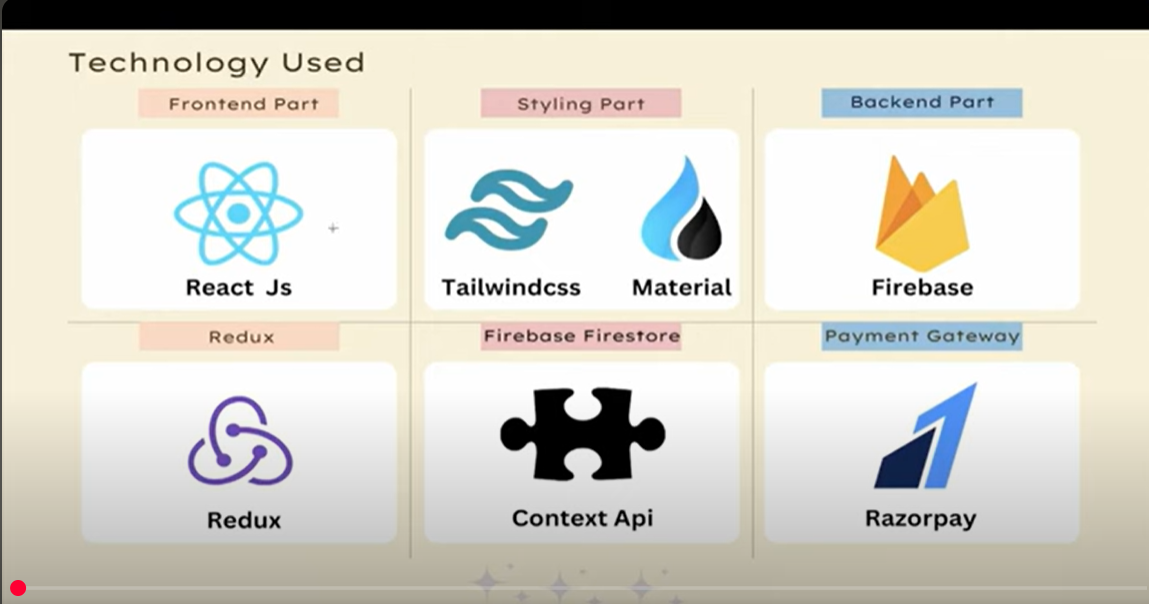 Technology Used
Frontend Part
Styling Part
Backend Part
React Js
Tailwindcss
Material
Firebase
Redux
Firebase Firestore
Payment Gateway
Redux
Context Api
Razorpay